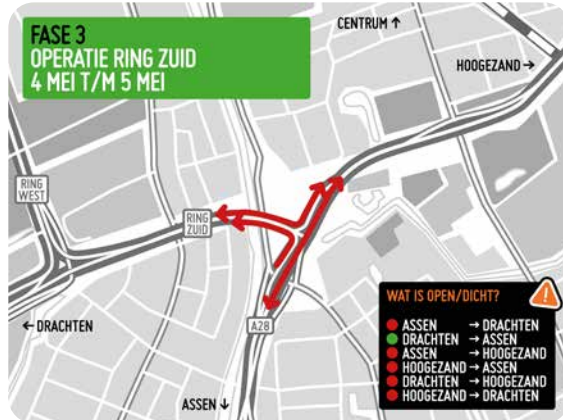 FASE 3
OPERATIE RING ZUID
4 MEI T/M 5 MEI
CENTRUM ↑
HOOGEZAND →
RING
WEST
RING
ZUID
← DRACHTEN
A28
ASSEN ↓
WAT IS OPEN/DICHT?
ASSEN → DRACHTEN
DRACHTEN → ASSEN
ASSEN → HOOGEZAND
HOOGEZAND → ASSEN
DRACHTEN → HOOGEZAND
HOOGEZAND → DRACHTEN